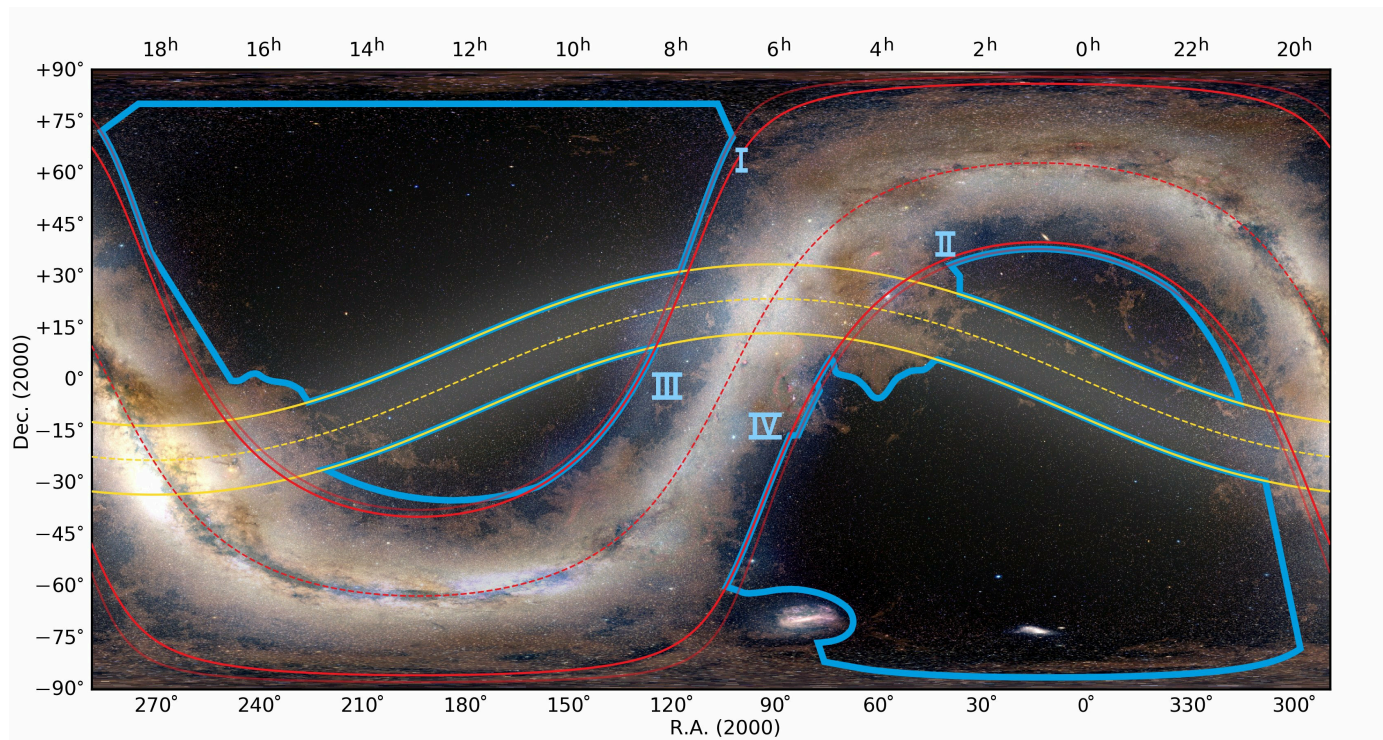 18ʰ 16ʰ 14ʰ 12ʰ 10ʰ 8ʰ 6ʰ 4ʰ 2ʰ 0ʰ 22ʰ 20ʰ
+90°
+75°
+60°
+45°
+30°
+15°
0°
−15°
−30°
−45°
−60°
−75°
−90°
Dec. (2000)
I
II
III
IV
270° 240° 210° 180° 150° 120° 90° 60° 30° 0° 330° 300°
R.A. (2000)